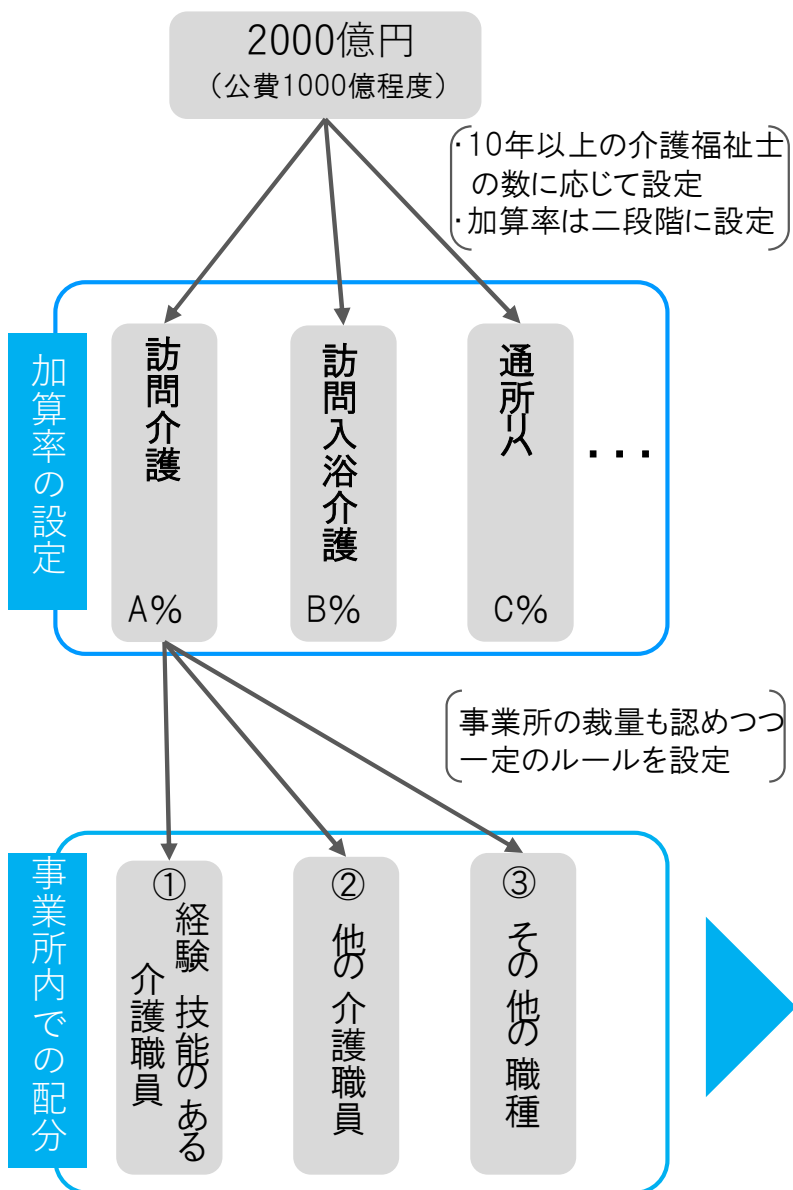 2000億円
（公費1000億程度）
・10年以上の介護福祉士
の数に応じて設定
・加算率は二段階に設定
加算率の設定
訪問介護
A%
訪問入浴介護
B%
通所リハ
C%
・・・
事業所の裁量も認めつつ
一定のルールを設定
事業所内での配分
①
経験 技能のある
介護職員
②
他の介護職員
③
その他の職種